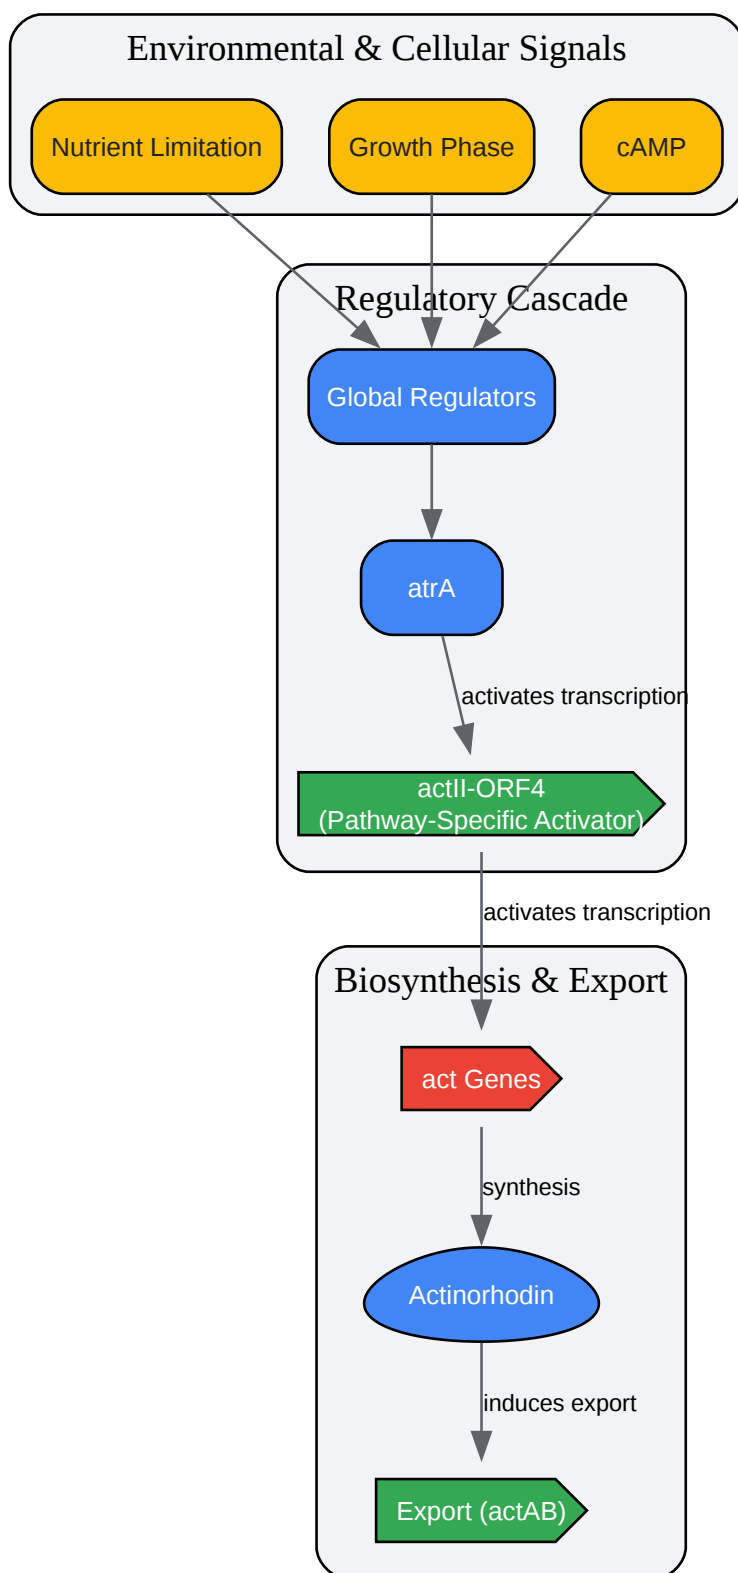 Environmental & Cellular Signals
Nutrient Limitation
Growth Phase
cAMP
Regulatory Cascade
Global Regulators
atrA
activates transcription
actII-ORF4
(Pathway-Specific Activator)
activates transcription
Biosynthesis & Export
act Genes
synthesis
Actinorhodin
induces export
Export (actAB)